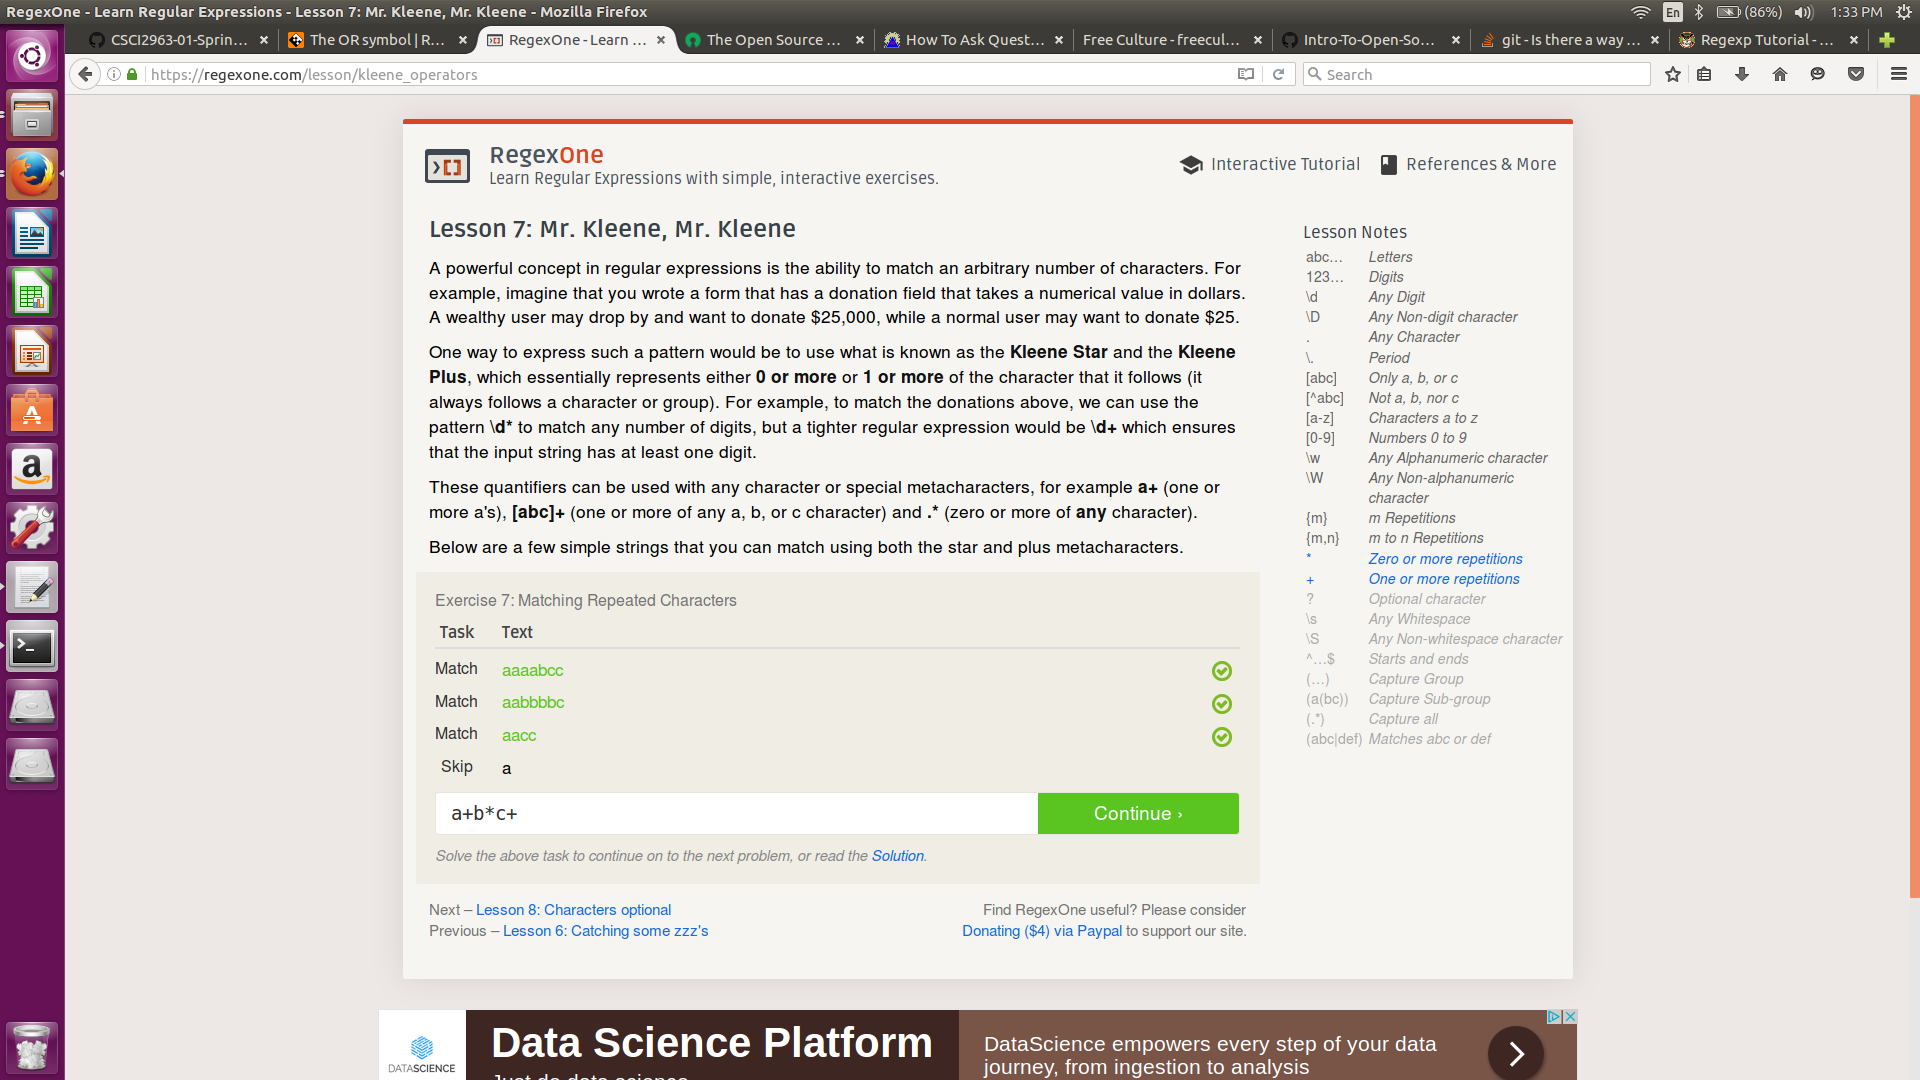 RegexOne - Learn Regular Expressions - Lesson 7: Mr. Kleene, Mr. Kleene - Mozilla Firefox
En (86%) 1:33 PM
CSCI2963-01-Sprin... The OR symbol | R... RegexOne - Learn ... The Open Source ... How To Ask Quest... Free Culture - freecul... Intro-To-Open-So... git - Is there a way ... Regexp Tutorial - ...
https://regexone.com/lesson/kleene_operators Search
RegexOne
Learn Regular Expressions with simple, interactive exercises.
Interactive Tutorial References & More
Lesson 7: Mr. Kleene, Mr. Kleene
A powerful concept in regular expressions is the ability to match an arbitrary number of characters. For
example, imagine that you wrote a form that has a donation field that takes a numerical value in dollars.
A wealthy user may drop by and want to donate $25,000, while a normal user may want to donate $25.
One way to express such a pattern would be to use what is known as the Kleene Star and the Kleene
Plus, which essentially represents either 0 or more or 1 or more of the character that it follows (it
always follows a character or group). For example, to match the donations above, we can use the
pattern \d* to match any number of digits, but a tighter regular expression would be \d+ which ensures
that the input string has at least one digit.
These quantifiers can be used with any character or special metacharacters, for example a+ (one or
more a's), [abc]+ (one or more of any a, b, or c character) and .* (zero or more of any character).
Below are a few simple strings that you can match using both the star and plus metacharacters.
Exercise 7: Matching Repeated Characters
Task Text
Match aaaabcc
Match aabbbbc
Match aacc
Skip a
a+b*c+ Continue ›
Solve the above task to continue on to the next problem, or read the Solution.
Next – Lesson 8: Characters optional
Previous – Lesson 6: Catching some zzz's
Find RegexOne useful? Please consider
Donating ($4) via Paypal to support our site.
Lesson Notes
abc… Letters
123… Digits
\d Any Digit
\D Any Non-digit character
. Any Character
\. Period
[abc] Only a, b, or c
[^abc] Not a, b, nor c
[a-z] Characters a to z
[0-9] Numbers 0 to 9
\w Any Alphanumeric character
\W Any Non-alphanumeric
character
{m} m Repetitions
{m,n} m to n Repetitions
* Zero or more repetitions
+ One or more repetitions
? Optional character
\s Any Whitespace
\S Any Non-whitespace character
^…$ Starts and ends
(…) Capture Group
(a(bc)) Capture Sub-group
(.*) Capture all
(abc|def) Matches abc or def
DATASCIENCE
Data Science Platform
Just do data science
DataScience empowers every step of your data
journey, from ingestion to analysis